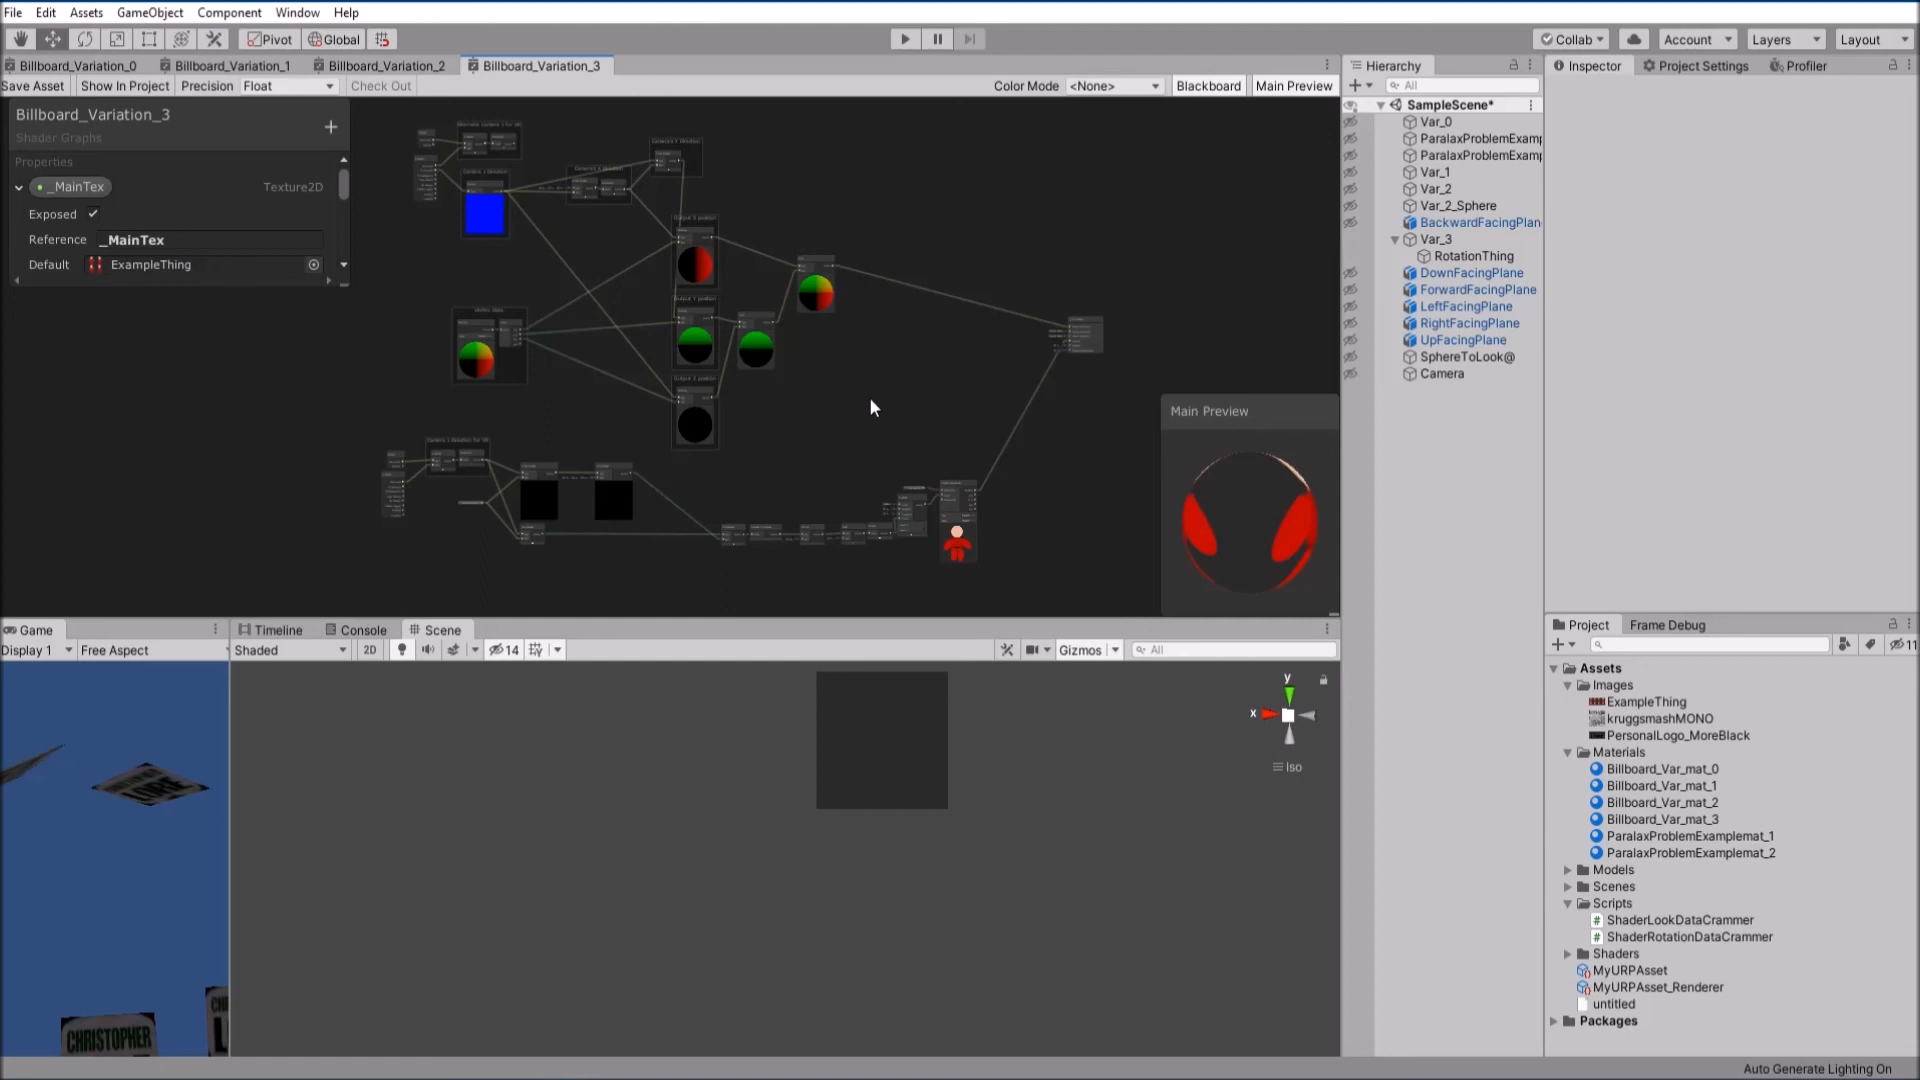 File Edit Assets GameObject Component Window Help
Pivot Global Collab Account Layers Layout
Billboard_Variation_0 Billboard_Variation_1 Billboard_Variation_2 Billboard_Variation_3
Save Asset Show In Project Precision Float Check Out Color Mode <None> Blackboard Main Preview
Billboard_Variation_3
Shader Graphs
Properties
_MainTex Texture2D
Exposed
Reference _MainTex
Default ExampleThing
Main Preview
Hierarchy
All
SampleScene*
Var_0
ParalaxProblemExamp
ParalaxProblemExamp
Var_1
Var_2
Var_2_Sphere
BackwardFacingPlan
Var_3
RotationThing
DownFacingPlane
ForwardFacingPlane
LeftFacingPlane
RightFacingPlane
UpFacingPlane
SphereToLook@
Camera
Inspector Project Settings Profiler
Game
Display 1 Free Aspect
CHRISTOPHER
Timeline Console Scene
Shaded 2D 14 Gizmos All
y
x
Iso
Project Frame Debug
11
Assets
Images
ExampleThing
kruggsmashMONO
PersonalLogo_MoreBlack
Materials
Billboard_Var_mat_0
Billboard_Var_mat_1
Billboard_Var_mat_2
Billboard_Var_mat_3
ParalaxProblemExamplemat_1
ParalaxProblemExamplemat_2
Models
Scenes
Scripts
ShaderLookDataCrammer
ShaderRotationDataCrammer
Shaders
MyURPAsset
MyURPAsset_Renderer
untitled
Packages
Auto Generate Lighting On